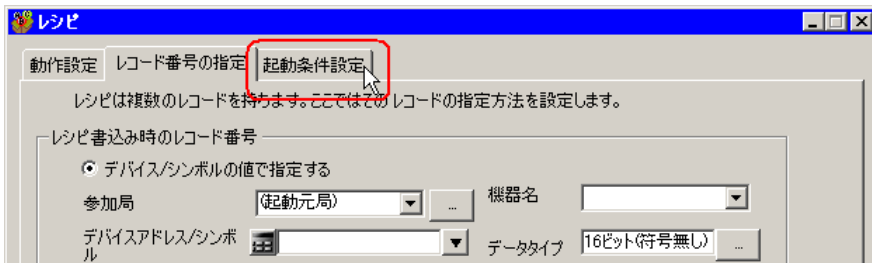 レシピ
動作設定 レコード番号の指定 起動条件設定
レシピは複数のレコードを持ちます。ここではそのレコードの指定方法を設定します。
レシピ書込み時のレコード番号
デバイス/シンボルの値で指定する
参加局 (起動元局) ... 機器名
デバイスアドレス/シンボ
ル
データタイプ 16ビット(符号無し) ...